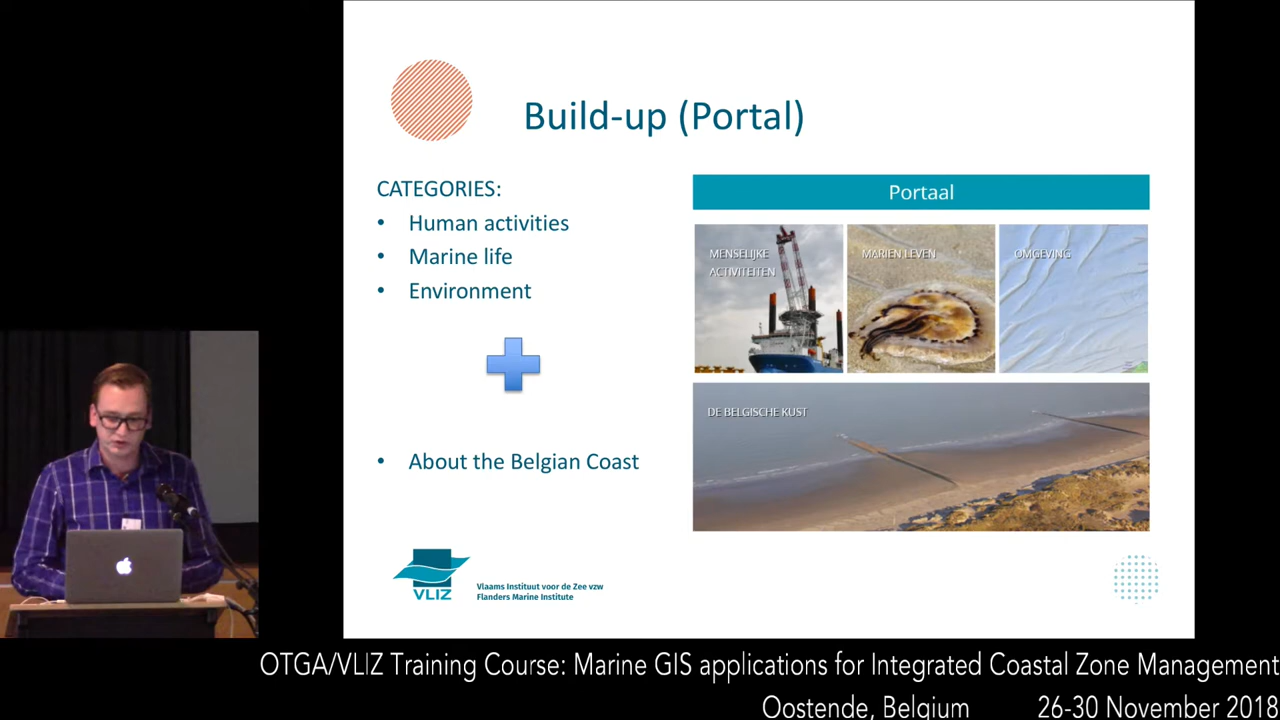 Build-up (Portal)
CATEGORIES:
• Human activities
• Marine life
• Environment
• About the Belgian Coast
Portaal
MENSELIJKE
ACTIVITEITEN
MARIEN LEVEN
OMGEVING
DE BELGISCHE KUST
VLIZ
Vlaams Instituut voor de Zee vzw
Flanders Marine Institute
OTGA/VLIZ Training Course: Marine GIS applications for Integrated Coastal Zone Management
Oostende, Belgium 26-30 November 2018